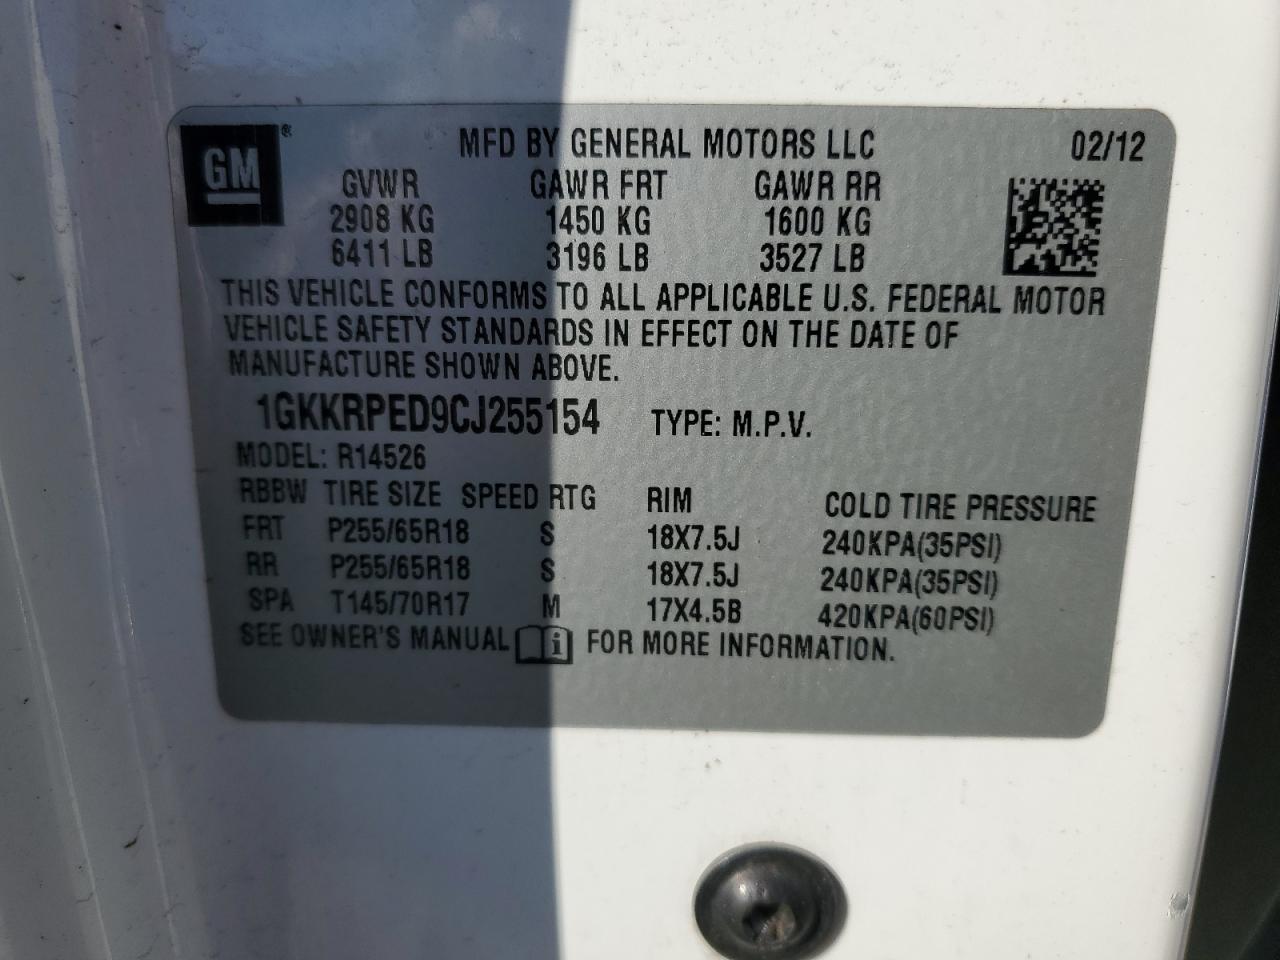 GM® MFD BY GENERAL MOTORS LLC 02/12
GVWR GAWR FRT GAWR RR
2908 KG 1450 KG 1600 KG
6411 LB 3196 LB 3527 LB
THIS VEHICLE CONFORMS TO ALL APPLICABLE U.S. FEDERAL MOTOR
VEHICLE SAFETY STANDARDS IN EFFECT ON THE DATE OF
MANUFACTURE SHOWN ABOVE.
1GKKRPED9CJ255154 TYPE: M.P.V.
MODEL: R14526
RBBW TIRE SIZE SPEED RTG RIM COLD TIRE PRESSURE
FRT P255/65R18 S 18X7.5J 240KPA(35PSI)
RR P255/65R18 S 18X7.5J 240KPA(35PSI)
SPA T145/70R17 M 17X4.5B 420KPA(60PSI)
SEE OWNER'S MANUAL i FOR MORE INFORMATION.